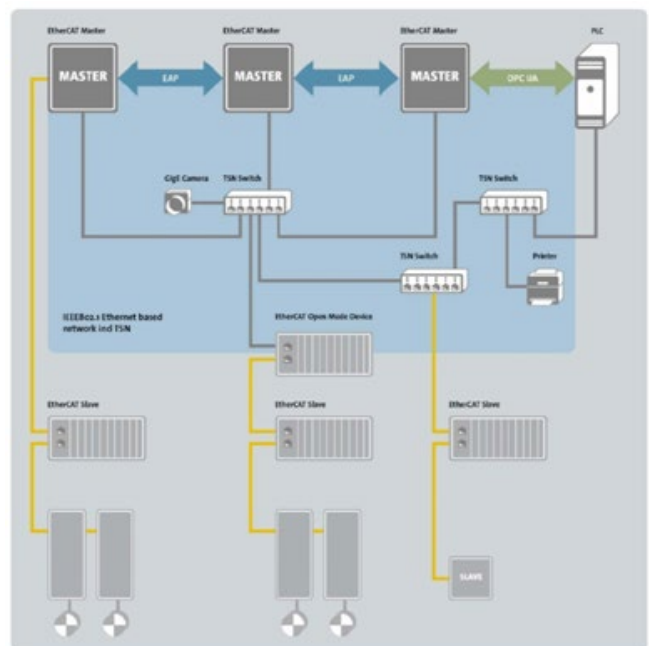 EtherCAT Master
EtherCAT Master
EtherCAT Master
PLC
MASTER
EAP
MASTER
EAP
MASTER
OPC UA
GigE Camera
TSN Switch
TSN Switch
TSN Switch
Printer
IEEE802.1 Ethernet based
network ind TSN
EtherCAT Open Mode Device
EtherCAT Slave
EtherCAT Slave
EtherCAT Slave
SLAVE